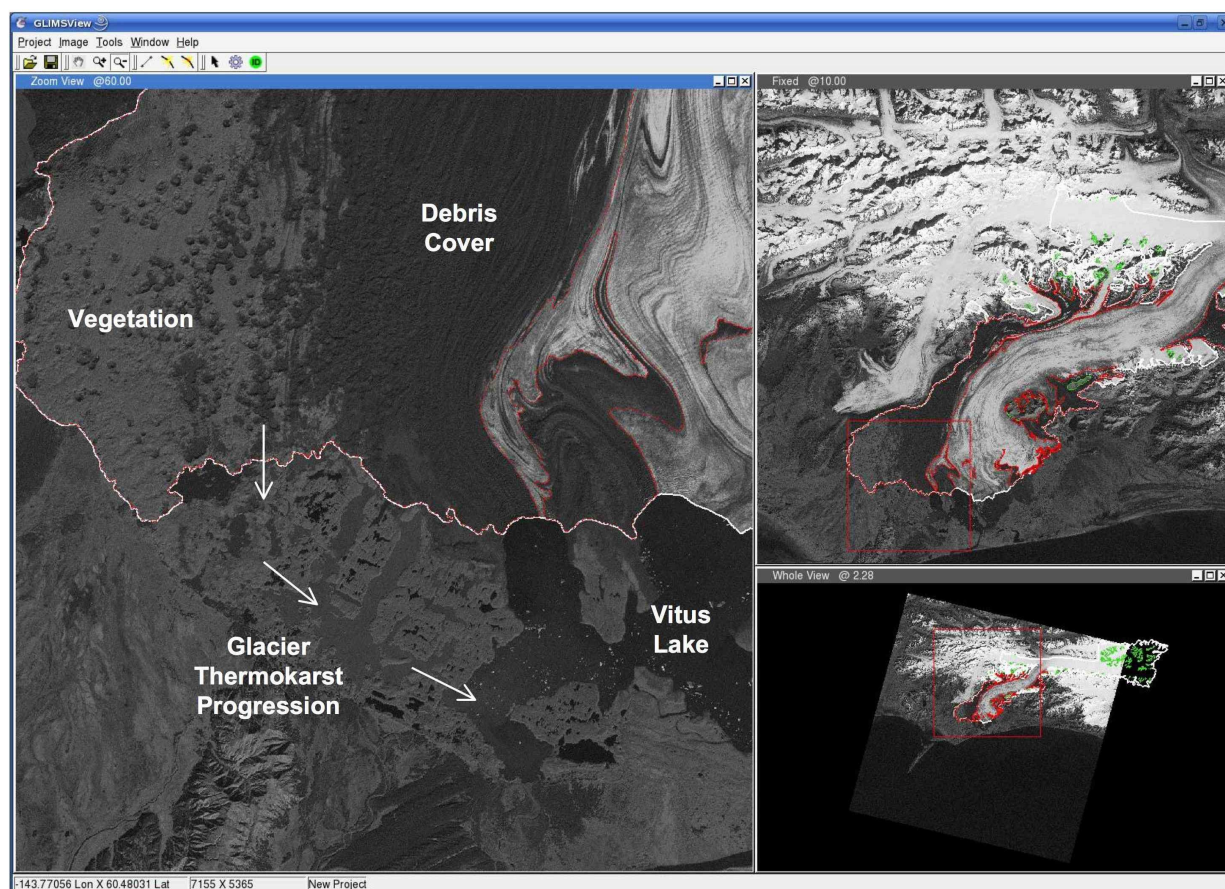 GLIMSView
Project Image Tools Window Help
ID
Zoom View @60.00
Fixed @10.00
Debris
Cover
Vegetation
Vitus
Lake
Glacier
Thermokarst
Progression
Whole View @ 2.28
-143.77056 Lon X 60.48031 Lat 7155 X 5365 New Project